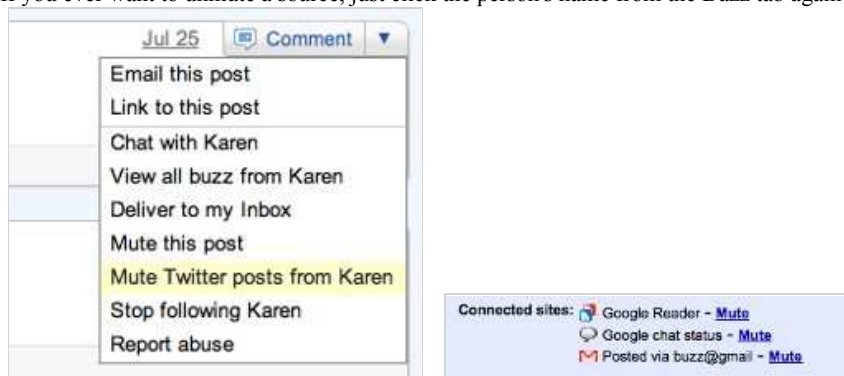 If you ever want to unmute a source, just click the person's name from the Buzz tab again
Jul 25 Comment ▼
Email this post
Link to this post
Chat with Karen
View all buzz from Karen
Deliver to my Inbox
Mute this post
Mute Twitter posts from Karen
Stop following Karen
Report abuse
Connected sites: Google Reader - Mute
Google chat status - Mute
Posted via buzz@gmail - Mute